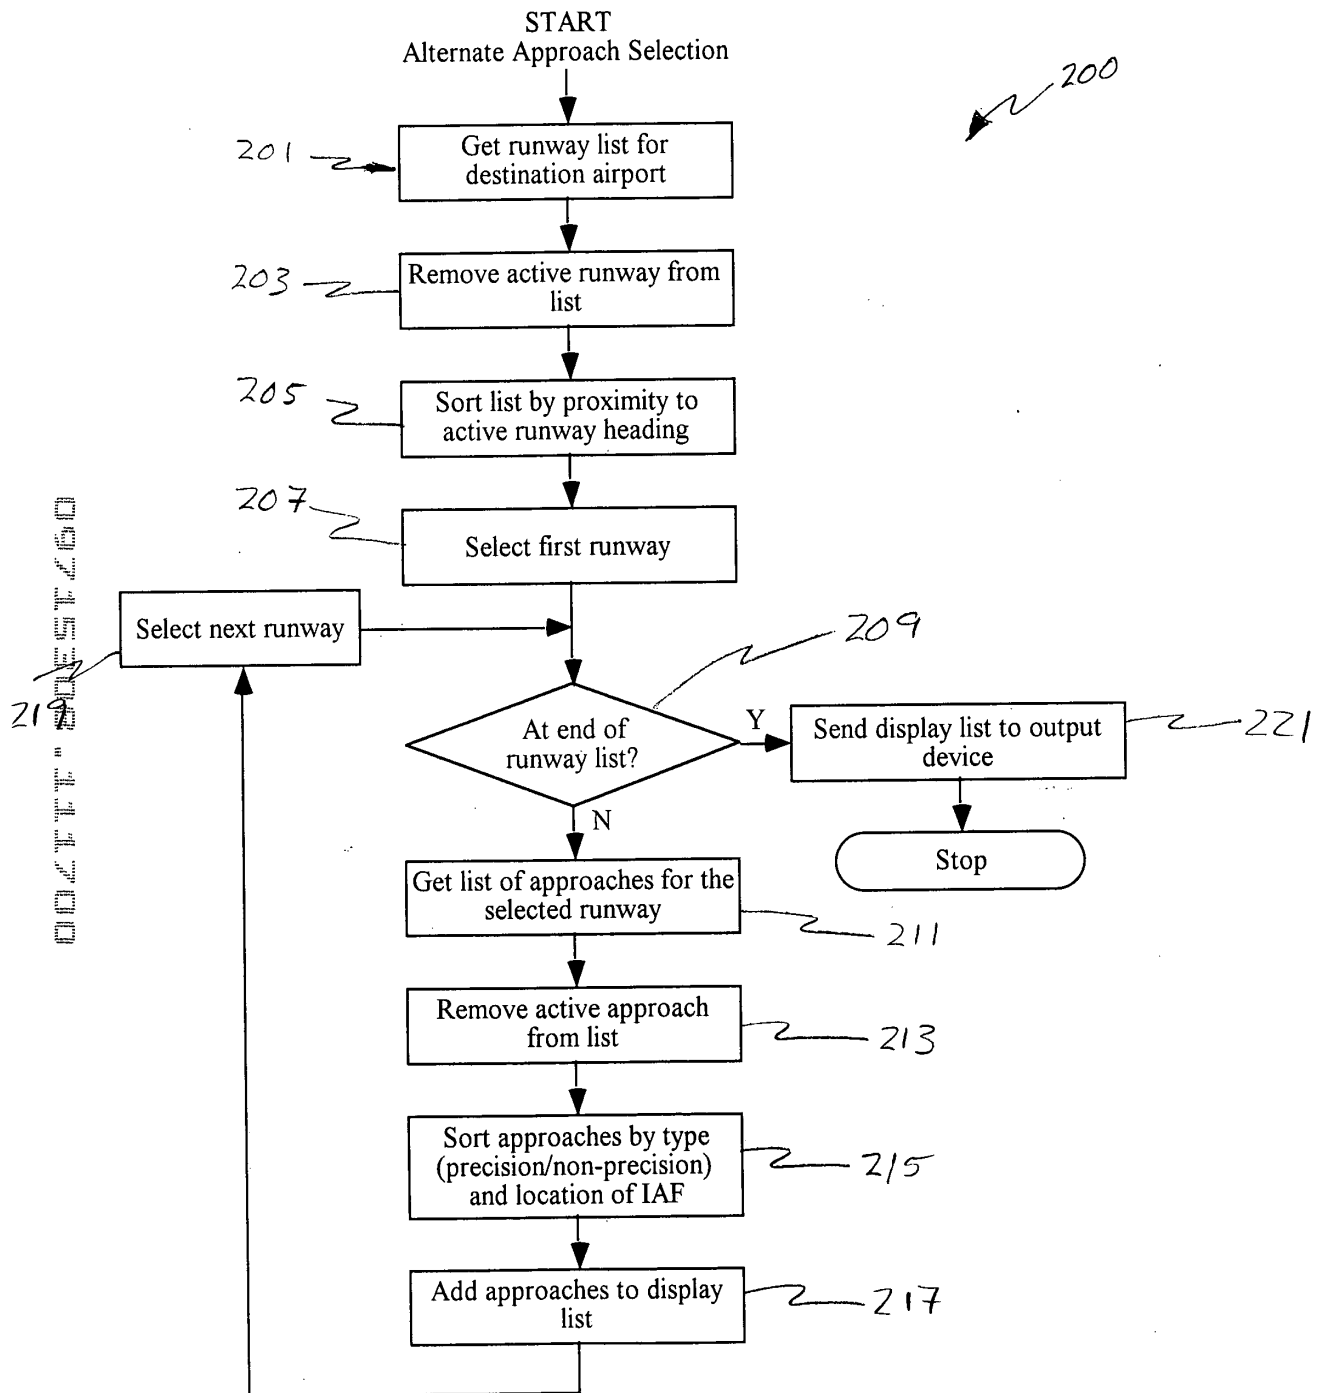 START
Alternate Approach Selection
200
201
Get runway list for
destination airport
203
Remove active runway from
list
205
Sort list by proximity to
active runway heading
207
Select first runway
Select next runway
219
209
At end of
runway list?
Y
Send display list to output
device
221
N
Stop
Get list of approaches for the
selected runway
211
Remove active approach
from list
213
Sort approaches by type
(precision/non-precision)
and location of IAF
215
Add approaches to display
list
217